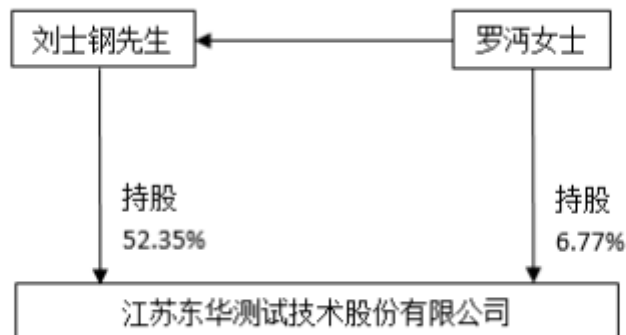 刘士钢先生
罗沔女士
持股
52.35%
持股
6.77%
江苏东华测试技术股份有限公司